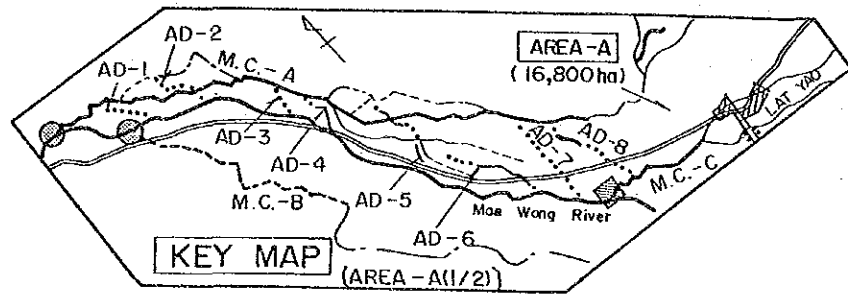 AD-2
AD-1
M.C.-A
AREA-A
(16,800ha)
LAT YAO
AD-3
AD-4
AD-7
AD-8
M.C.-C
M.C.-B
AD-5
Mae Wong River
AD-6
KEY MAP
(AREA-A(1/2))